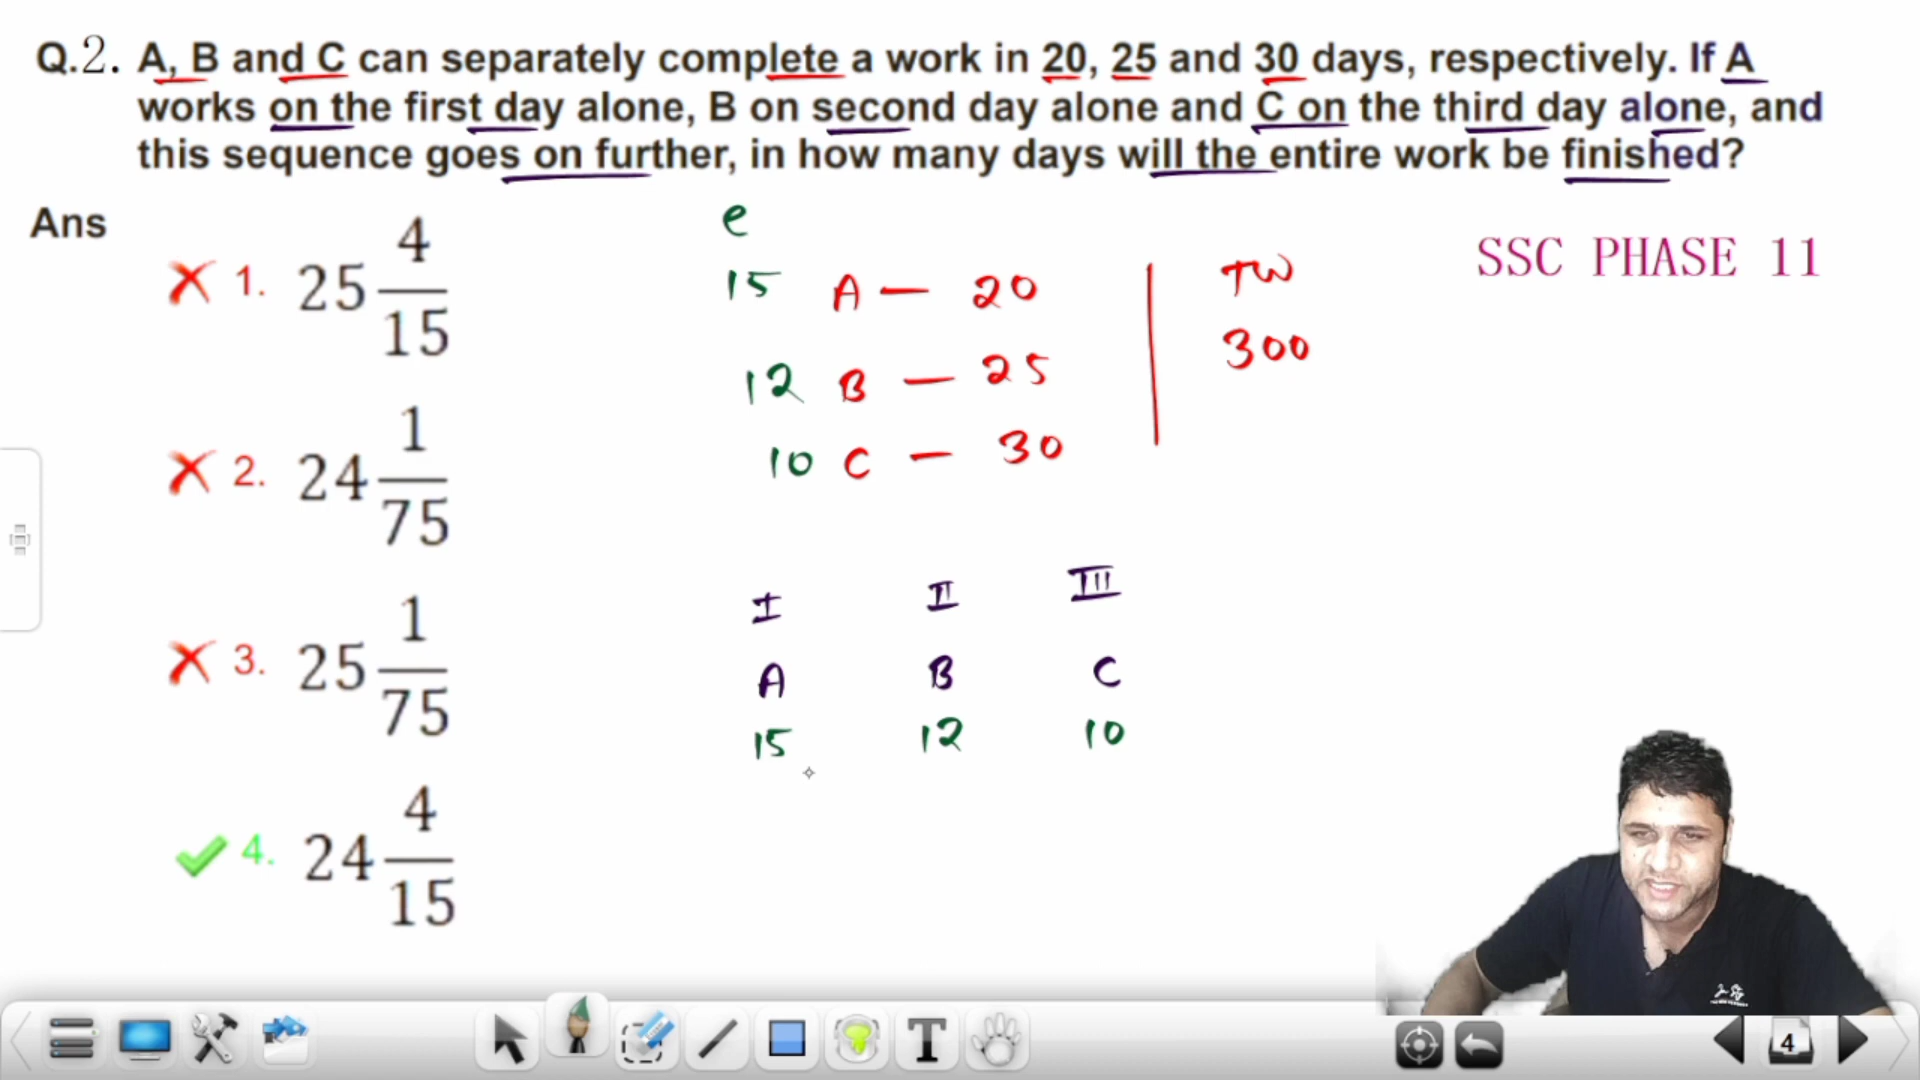 Q.2. A, B and C can separately complete a work in 20, 25 and 30 days, respectively. If A
works on the first day alone, B on second day alone and C on the third day alone, and
this sequence goes on further, in how many days will the entire work be finished?
Ans
1. 25 4/15
2. 24 1/75
3. 25 1/75
4. 24 4/15
SSC PHASE 11
e
15 A — 20
12 B — 25
10 C — 30
TW
300
I II III
A B C
15 12 10
T
4